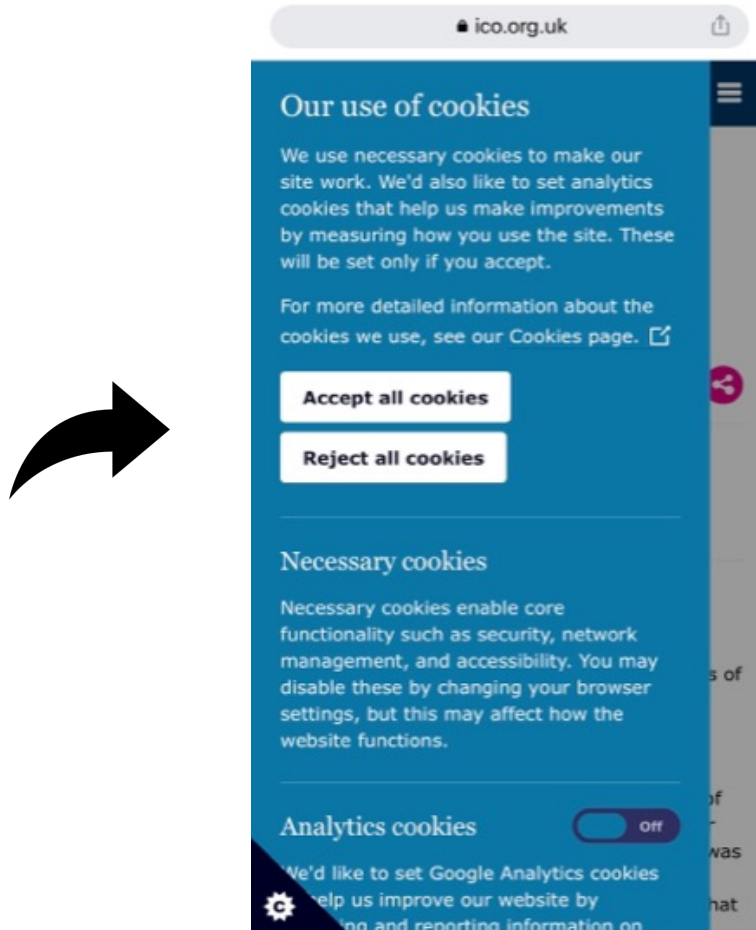 ico.org.uk
Our use of cookies
We use necessary cookies to make our
site work. We'd also like to set analytics
cookies that help us make improvements
by measuring how you use the site. These
will be set only if you accept.
For more detailed information about the
cookies we use, see our Cookies page.
Accept all cookies
Reject all cookies
Necessary cookies
Necessary cookies enable core
functionality such as security, network
management, and accessibility. You may
disable these by changing your browser
settings, but this may affect how the
website functions.
s of
Analytics cookies
Off
of
was
We'd like to set Google Analytics cookies
help us improve our website by
hat
and reporting information on
C